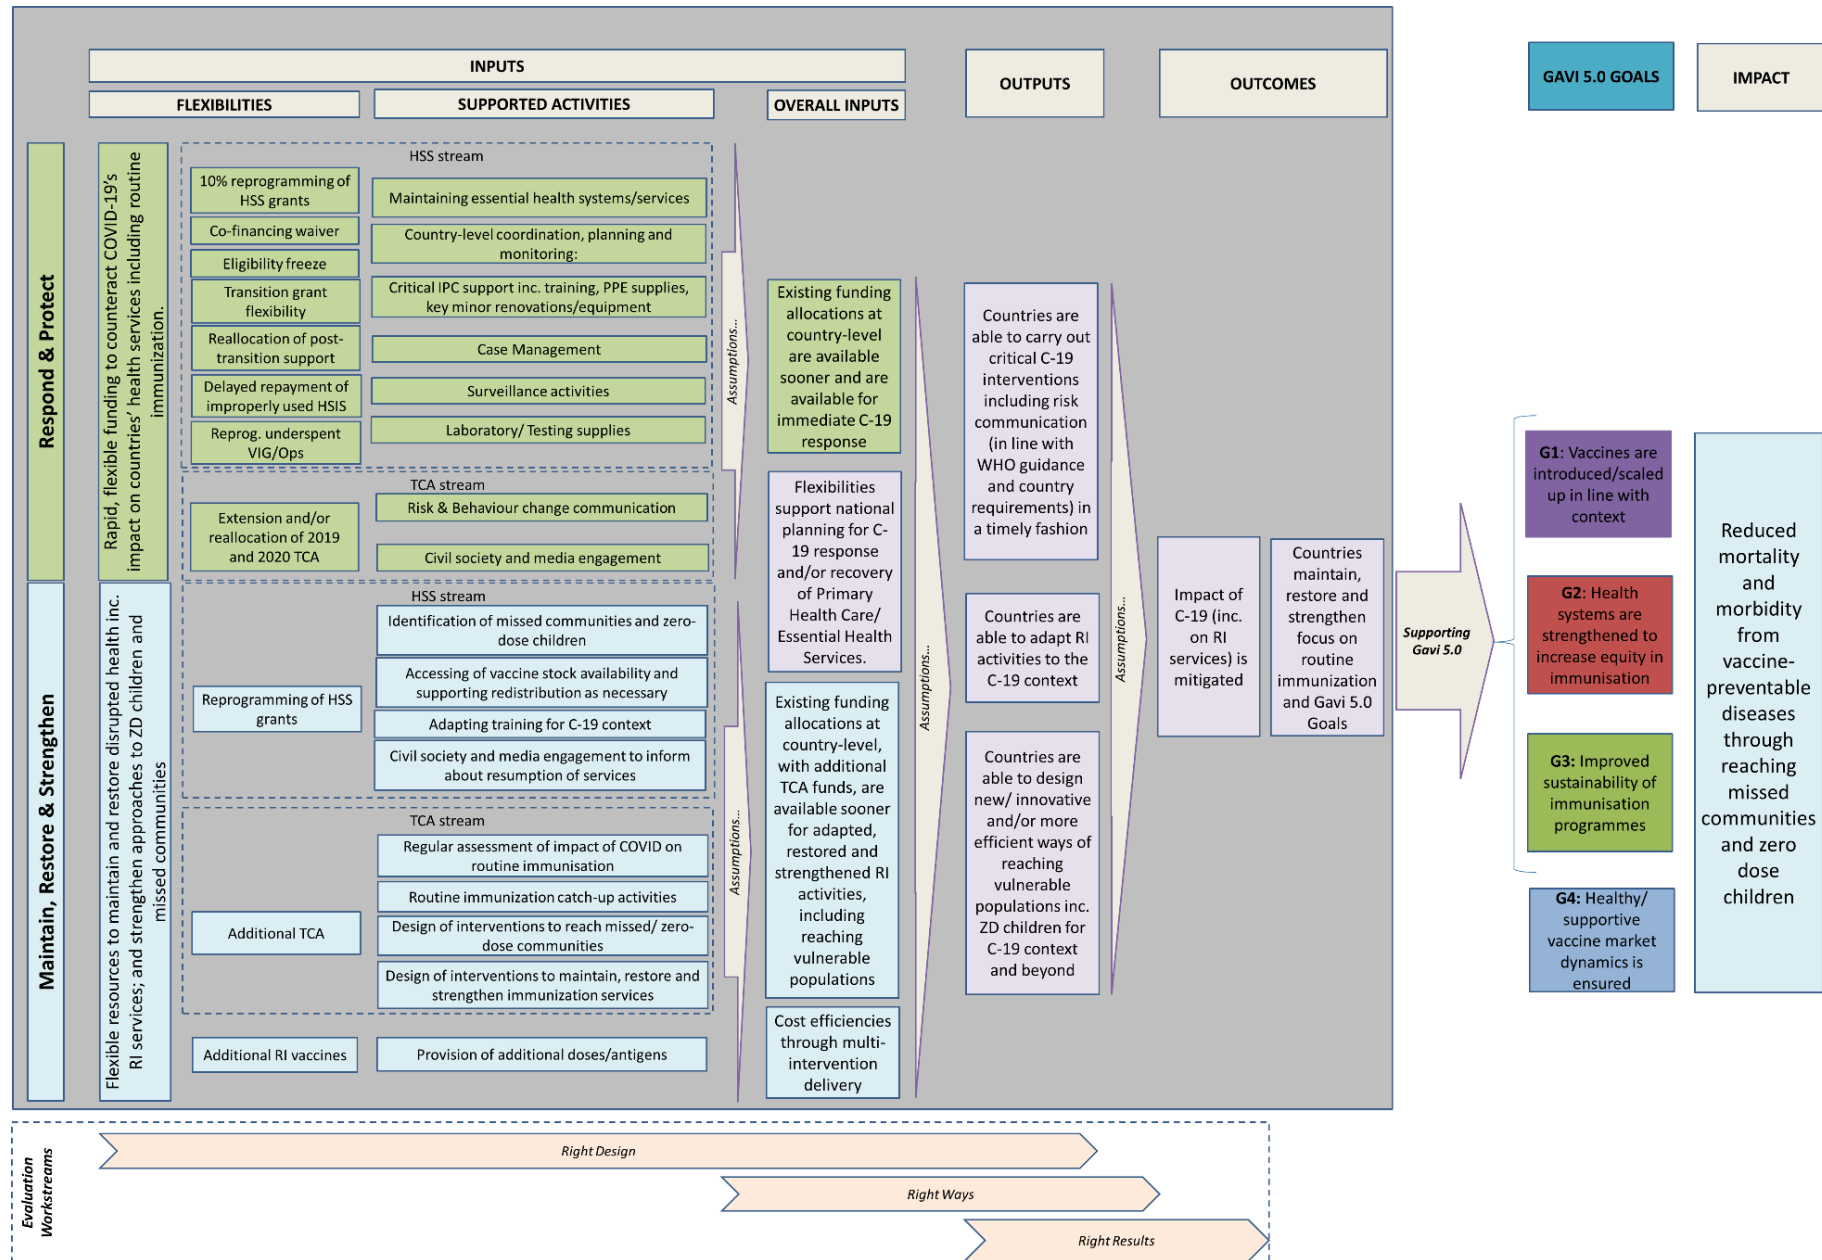 INPUTS
OUTPUTS
OUTCOMES
GAVI 5.0 GOALS
IMPACT
FLEXIBILITIES
SUPPORTED ACTIVITIES
OVERALL INPUTS
Respond & Protect
Rapid, flexible funding to counteract COVID-19's
impact on countries' health services including routine
immunization.
HSS stream
10% reprogramming of
HSS grants
Co-financing waiver
Eligibility freeze
Transition grant
flexibility
Reallocation of post-
transition support
Delayed repayment of
improperly used HSIS
Reprog. underspent
VIG/Ops
Maintaining essential health systems/services
Country-level coordination, planning and
monitoring:
Critical IPC support inc. training, PPE supplies,
key minor renovations/equipment
Case Management
Surveillance activities
Laboratory/ Testing supplies
TCA stream
Extension and/or
reallocation of 2019
and 2020 TCA
Risk & Behaviour change communication
Civil society and media engagement
Assumptions...
Maintain, Restore & Strengthen
Flexible resources to maintain and restore disrupted health inc.
RI services; and strengthen approaches to ZD children and
missed communities
HSS stream
Reprogramming of HSS
grants
Identification of missed communities and zero-
dose children
Accessing of vaccine stock availability and
supporting redistribution as necessary
Adapting training for C-19 context
Civil society and media engagement to inform
about resumption of services
TCA stream
Additional TCA
Regular assessment of impact of COVID on
routine immunisation
Routine immunization catch-up activities
Design of interventions to reach missed/ zero-
dose communities
Design of interventions to maintain, restore and
strengthen immunization services
Additional RI vaccines
Provision of additional doses/antigens
Assumptions...
Existing funding
allocations at
country-level
are available
sooner and are
available for
immediate C-19
response
Flexibilities
support national
planning for C-
19 response
and/or recovery
of Primary
Health Care/
Essential Health
Services.
Existing funding
allocations at
country-level,
with additional
TCA funds, are
available sooner
for adapted,
restored and
strengthened RI
activities,
including
reaching
vulnerable
populations
Cost efficiencies
through multi-
intervention
delivery
Assumptions...
Countries are
able to carry out
critical C-19
interventions
including risk
communication
(in line with
WHO guidance
and country
requirements) in
a timely fashion
Countries are
able to adapt RI
activities to the
C-19 context
Countries are
able to design
new/ innovative
and/or more
efficient ways of
reaching
vulnerable
populations inc.
ZD children for
C-19 context
and beyond
Assumptions...
Impact of
C-19 (inc.
on RI
services) is
mitigated
Countries
maintain,
restore and
strengthen
focus on
routine
immunization
and Gavi 5.0
Goals
Supporting
Gavi 5.0
G1: Vaccines are
introduced/scaled
up in line with
context
G2: Health
systems are
strengthened to
increase equity in
immunisation
G3: Improved
sustainability of
immunisation
programmes
G4: Healthy/
supportive
vaccine market
dynamics is
ensured
Reduced
mortality
and
morbidity
from
vaccine-
preventable
diseases
through
reaching
missed
communities
and zero
dose
children
Evaluation
Workstreams
Right Design
Right Ways
Right Results